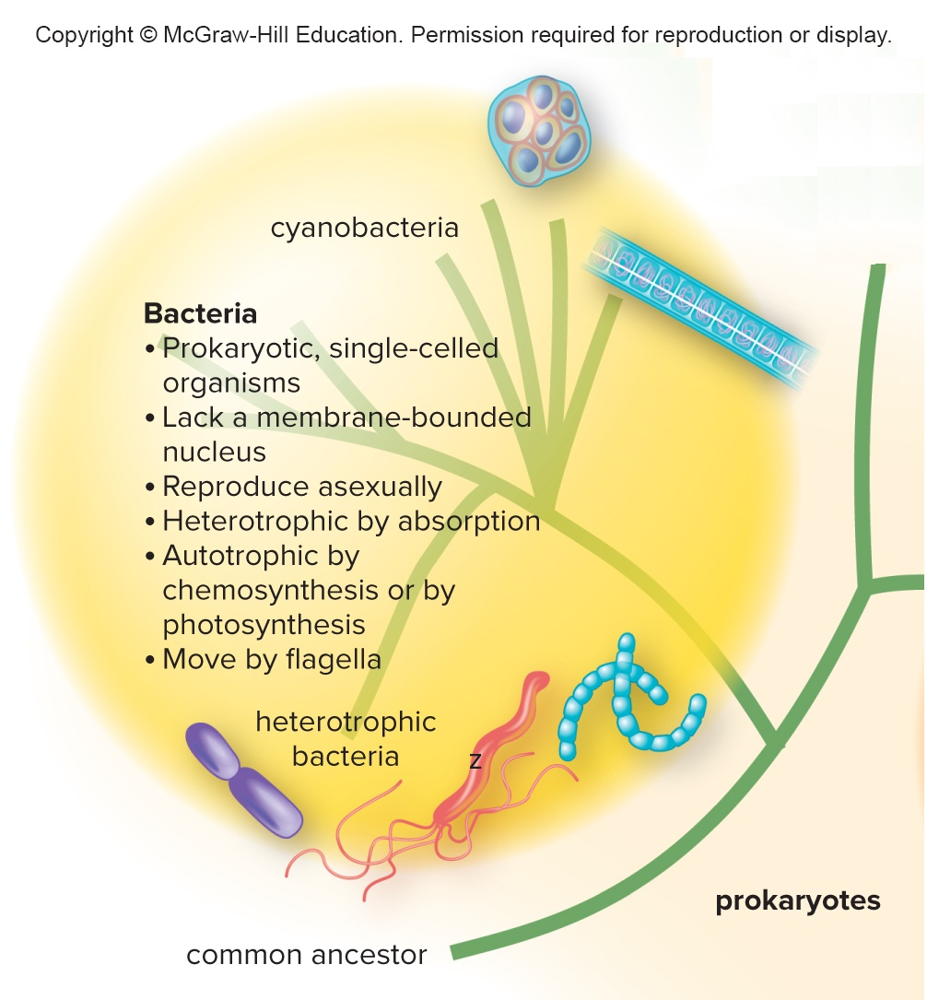 Copyright © McGraw-Hill Education. Permission required for reproduction or display.
cyanobacteria
Bacteria
• Prokaryotic, single-celled
organisms
• Lack a membrane-bounded
nucleus
• Reproduce asexually
• Heterotrophic by absorption
• Autotrophic by
chemosynthesis or by
photosynthesis
• Move by flagella
heterotrophic
bacteria
z
prokaryotes
common ancestor